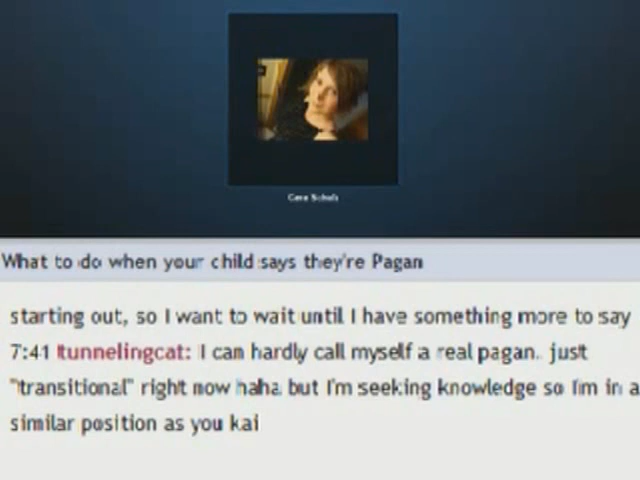 What to do when your child says they're Pagan
starting out, so I want to wait until I have something more to say
7:41 tunnelingcat: I can hardly call myself a real pagan. just
"transitional" right now haha but I'm seeking knowledge so I'm in a
similar position as you kai